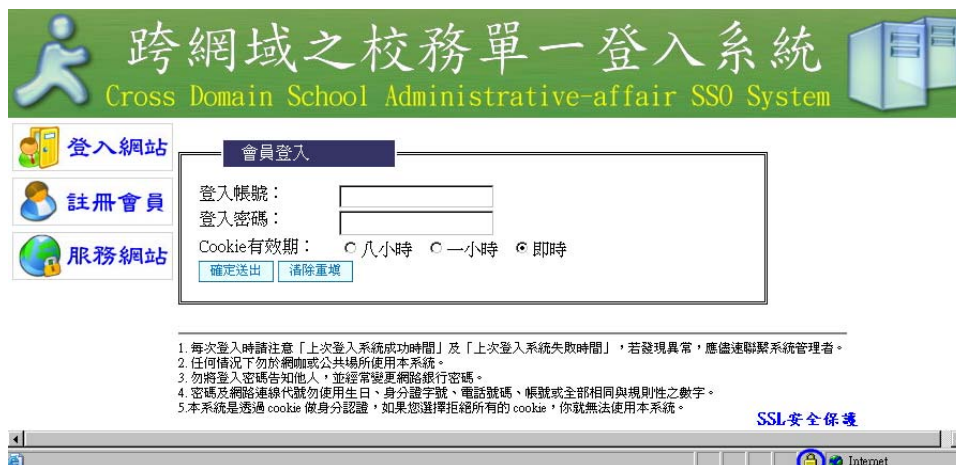 跨網域之校務單一登入系統
Cross Domain School Administrative-affair SSO System
登入網站
註冊會員
服務網站
會員登入
登入帳號：
登入密碼：
Cookie有效期： 八小時 一小時 即時
確定送出 清除重填
1. 每次登入時請注意「上次登入系統成功時間」及「上次登入系統失敗時間」，若發現異常，應儘速聯繫系統管理者。
2. 任何情況下勿於網咖或公共場所使用本系統。
3. 勿將登入密碼告知他人，並經常變更網路銀行密碼。
4. 密碼及網路連線代號勿使用生日、身分證字號、電話號碼、帳號或全部相同與規則性之數字。
5.本系統是透過 cookie 做身分認證，如果您選擇拒絕所有的 cookie，你就無法使用本系統。
SSL安全保護
Internet